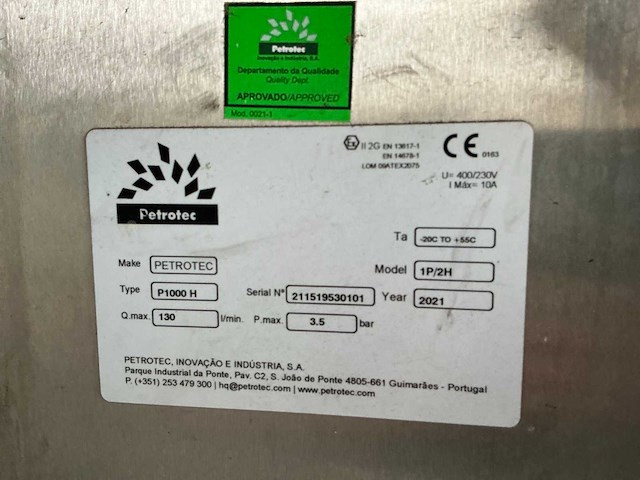 Petrotec
Inovação e Indústria, S.A.
Departamento da Qualidade
Quality Dept.
APROVADO/APPROVED
Mod. 0021-1
Petrotec
Ex II 2G EN 13617-1
EN 14678-1
LOM 09ATEX2075
CE 0163
U= 400/230V
I Máx= 10A
Ta -20C TO +55C
Make PETROTEC
Model 1P/2H
Type P1000 H Serial Nº 211519530101 Year 2021
Q.max. 130 l/min. P.max. 3.5 bar
PETROTEC, INOVAÇÃO E INDÚSTRIA, S.A.
Parque Industrial da Ponte, Pav. C2, S. João de Ponte 4805-661 Guimarães - Portugal
P. (+351) 253 479 300 | hq@petrotec.com | www.petrotec.com